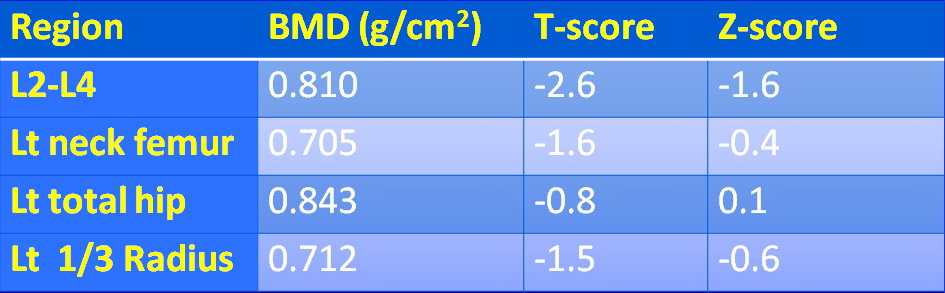 Region BMD (g/cm²) T-score Z-score
L2-L4 0.810 -2.6 -1.6
Lt neck femur 0.705 -1.6 -0.4
Lt total hip 0.843 -0.8 0.1
Lt 1/3 Radius 0.712 -1.5 -0.6